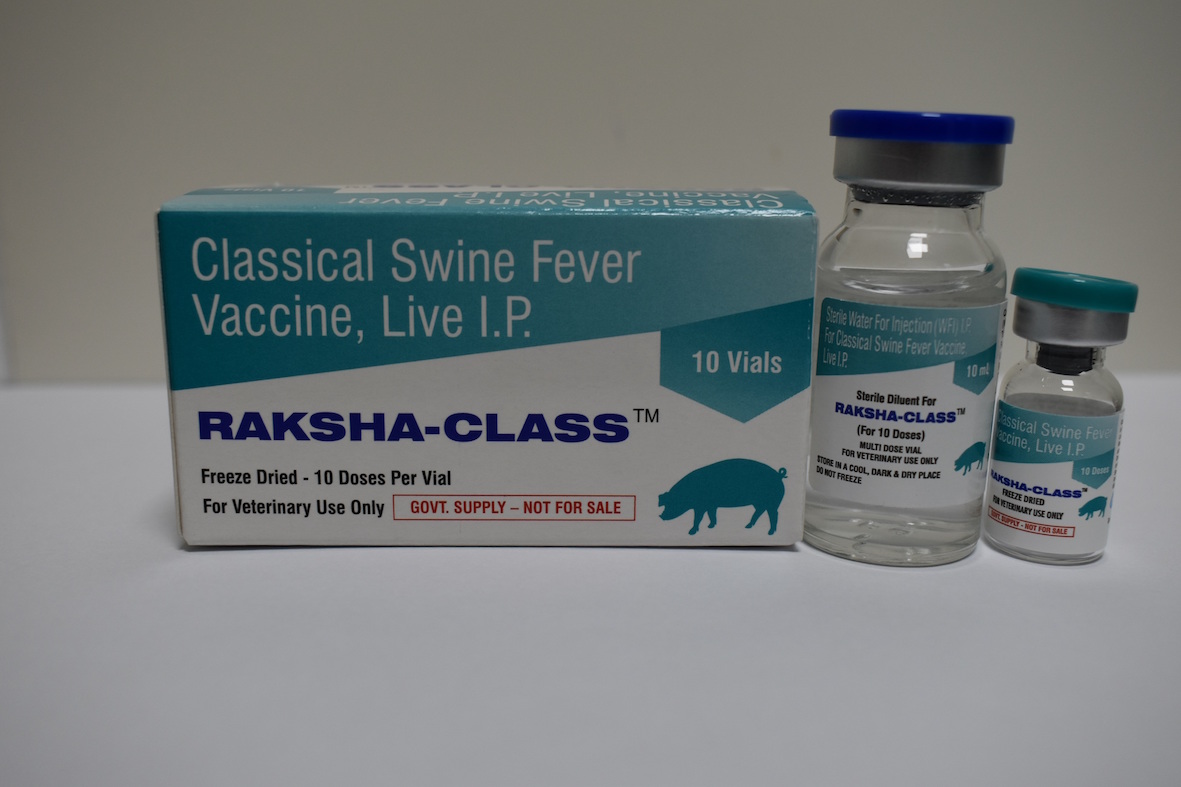 Classical Swine Fever
Vaccine, Live I.P.
10 Vials
Classical Swine Fever
Vaccine, Live I.P.
10 Vials
RAKSHA-CLASS™
Freeze Dried - 10 Doses Per Vial
For Veterinary Use Only
GOVT. SUPPLY – NOT FOR SALE
Sterile Water For Injection (WFI) I.P.
For Classical Swine Fever Vaccine,
Live I.P.
10 mL
Sterile Diluent For
RAKSHA-CLASS™
(For 10 Doses)
MULTI DOSE VIAL
FOR VETERINARY USE ONLY
STORE IN A COOL, DARK & DRY PLACE
DO NOT FREEZE
Classical Swine Fever
Vaccine, Live I.P.
10 Doses
RAKSHA-CLASS™
FREEZE DRIED
FOR VETERINARY USE ONLY
GOVT. SUPPLY - NOT FOR SALE